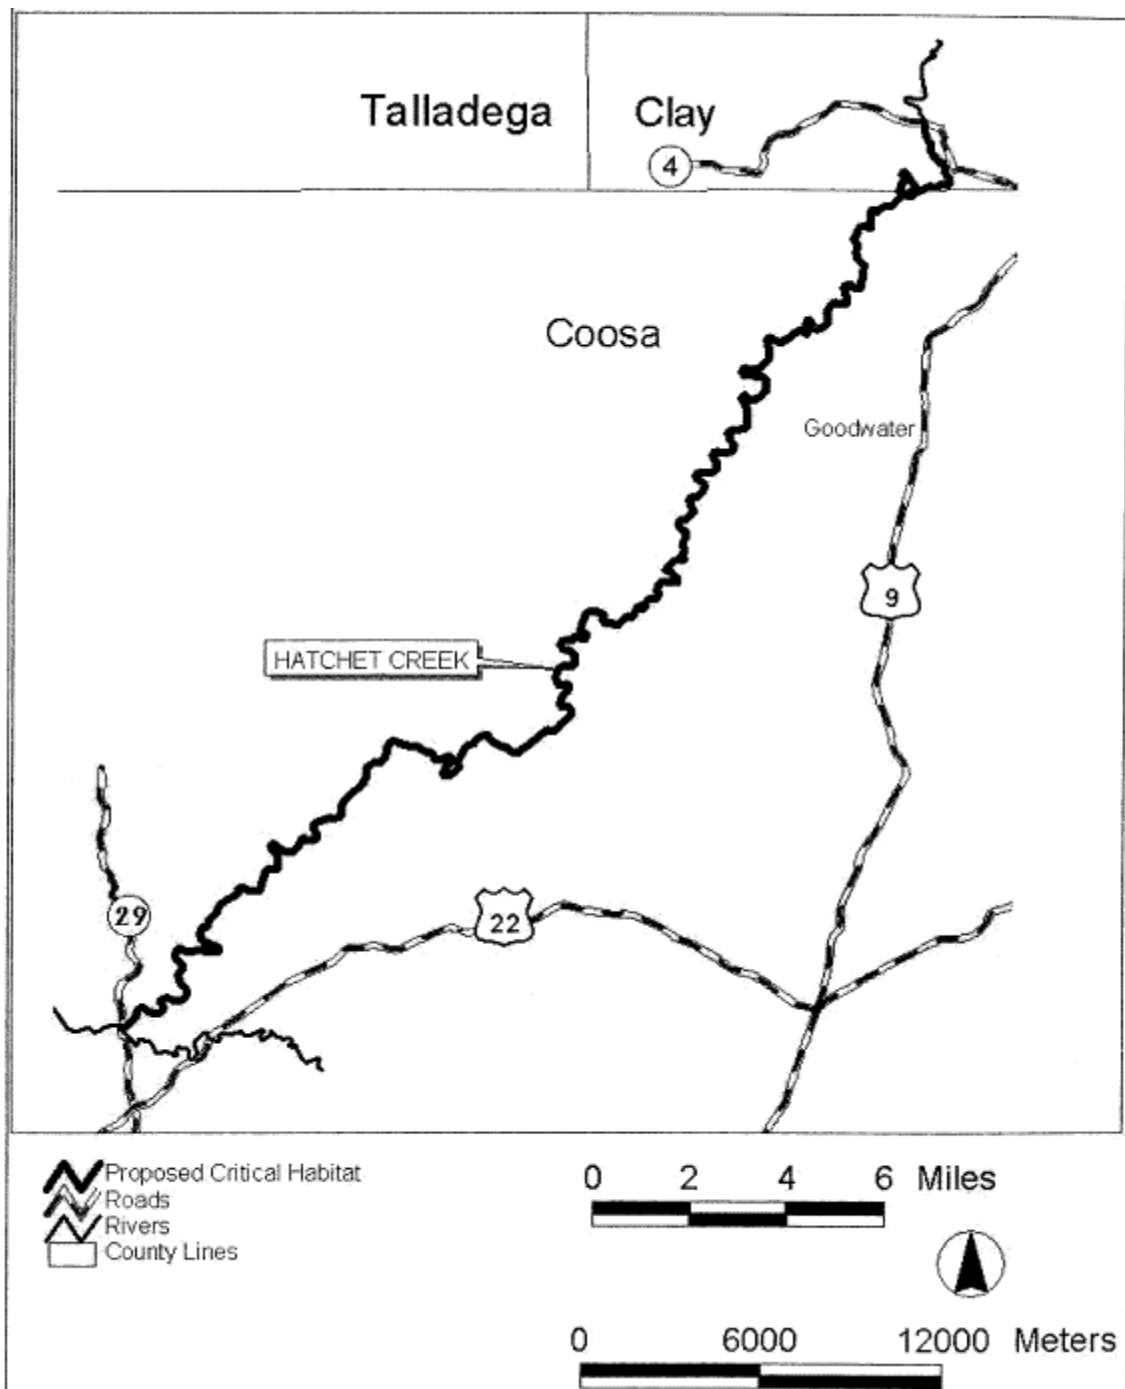 Talladega
Clay
4
Coosa
Goodwater
9
HATCHET CREEK
29
22
Proposed Critical Habitat
Roads
Rivers
County Lines
0 2 4 6 Miles
0 6000 12000 Meters